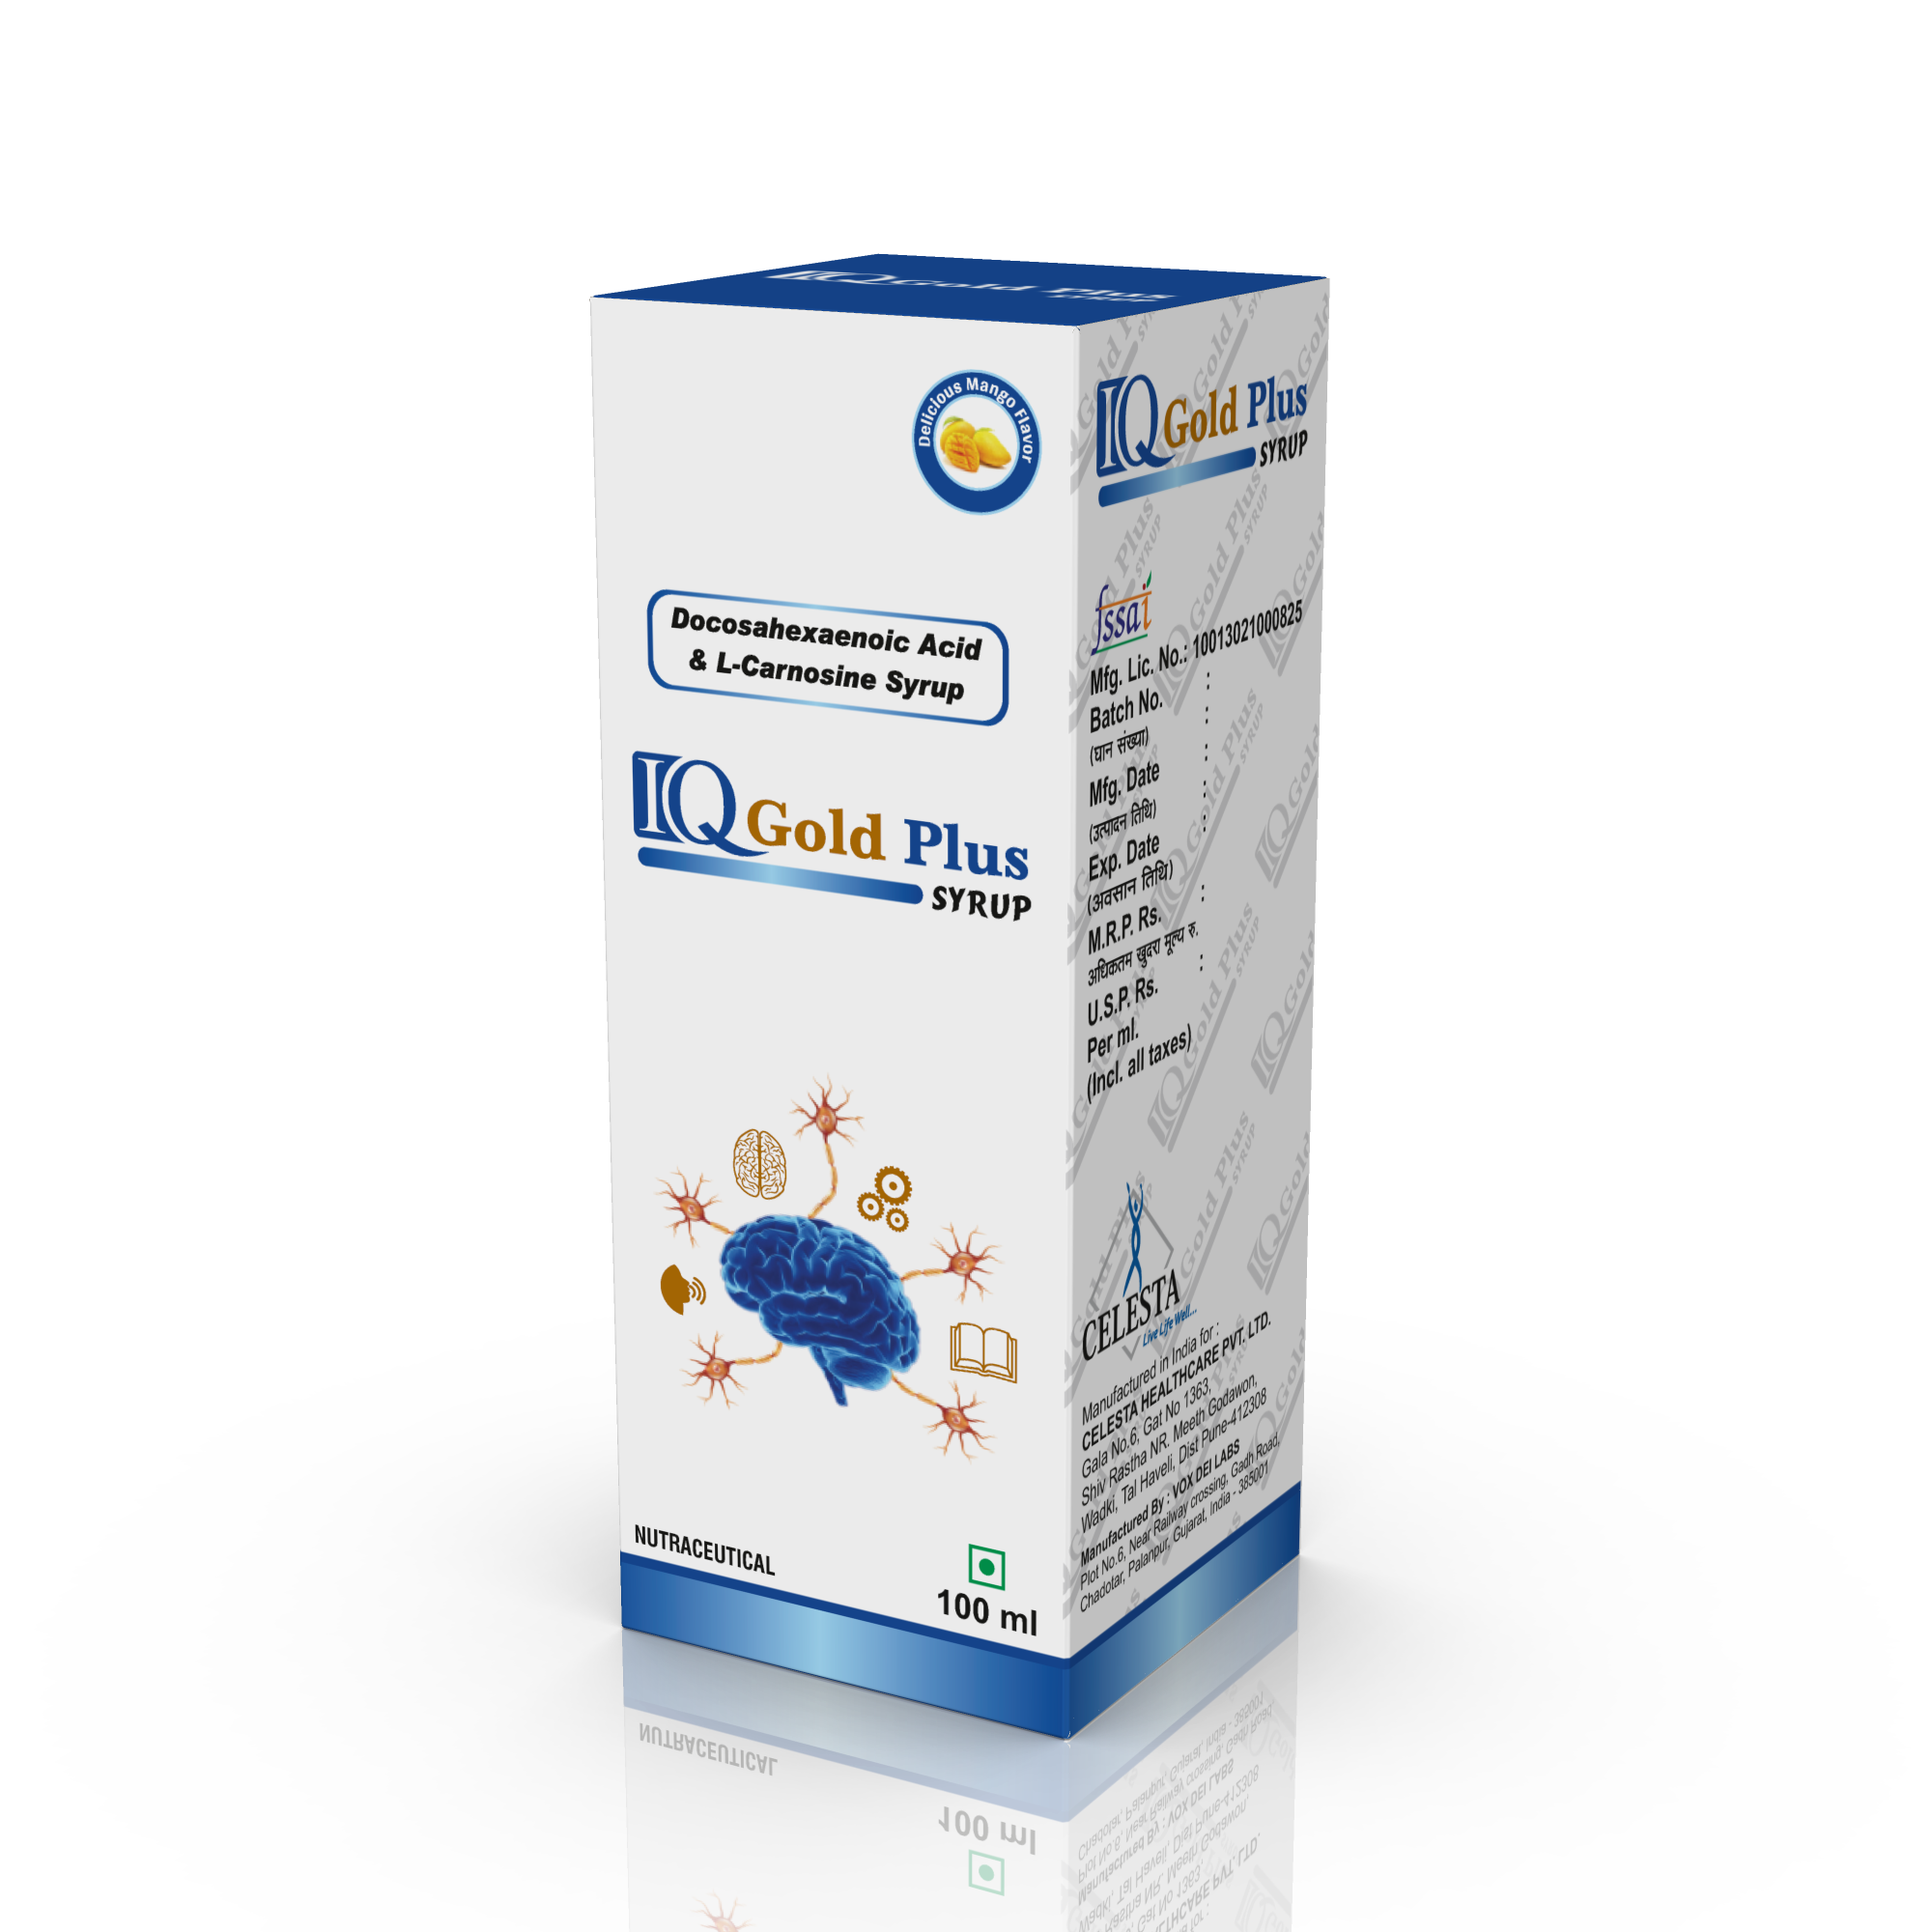 IQ Gold Plus
SYRUP
Delicious Mango Flavor
Docosahexaenoic Acid
& L-Carnosine Syrup
IQ Gold Plus
SYRUP
NUTRACEUTICAL
100 ml
IQ Gold Plus
SYRUP
fssai
Mfg. Lic. No.: 10013021000825
Batch No. :
(घान संख्या) :
Mfg. Date :
(उत्पादन तिथि) :
Exp. Date :
(अवसान तिथि)
M.R.P. Rs. :
अधिकतम खुदरा मूल्य रु.
U.S.P. Rs. :
Per ml.
(Incl. all taxes)
CELESTA
Live Life Well...
Manufactured in India for :
CELESTA HEALTHCARE PVT. LTD.
Gala No.6, Gat No 1363,
Shiv Rastha NR. Meeth Godawon,
Wadki, Tal Haveli, Dist Pune-412308
Manufactured By : VOX DEI LABS
Plot No.6, Near Railway crossing, Gadh Road,
Chadotar, Palanpur, Gujarat, India - 385001